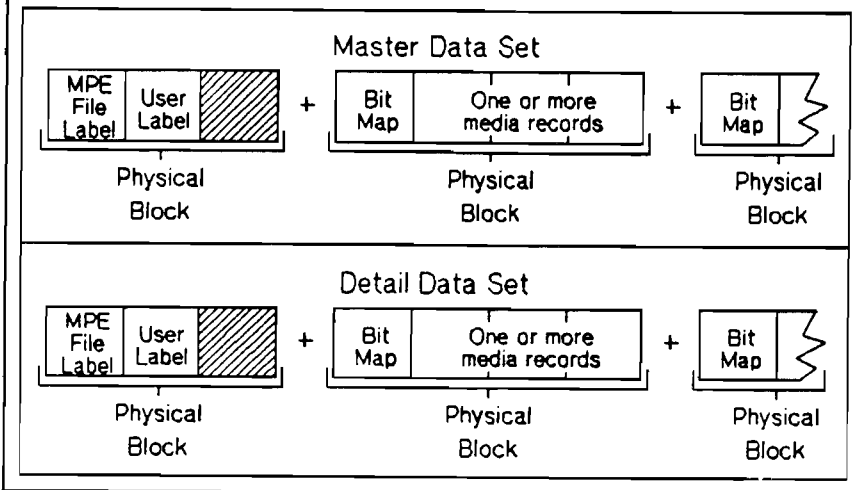 Master Data Set
MPE
File
Label
User
Label
+
Bit
Map
One or more
media records
+
Bit
Map
Physical
Block
Physical
Block
Physical
Block
Detail Data Set
MPE
File
Label
User
Label
+
Bit
Map
One or more
media records
+
Bit
Map
Physical
Block
Physical
Block
Physical
Block